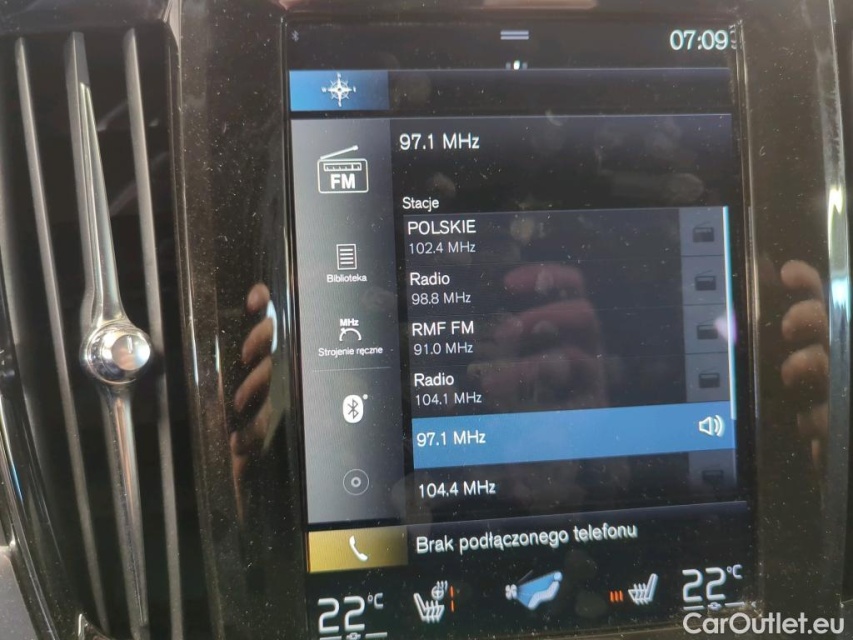 07:09
97.1 MHz
FM
Stacje
POLSKIE
102.4 MHz
Biblioteka
Radio
98.8 MHz
MHz
Strojenie ręczne
RMF FM
91.0 MHz
Radio
104.1 MHz
97.1 MHz
104.4 MHz
Brak podłączonego telefonu
22°C
22°C
CarOutlet.eu